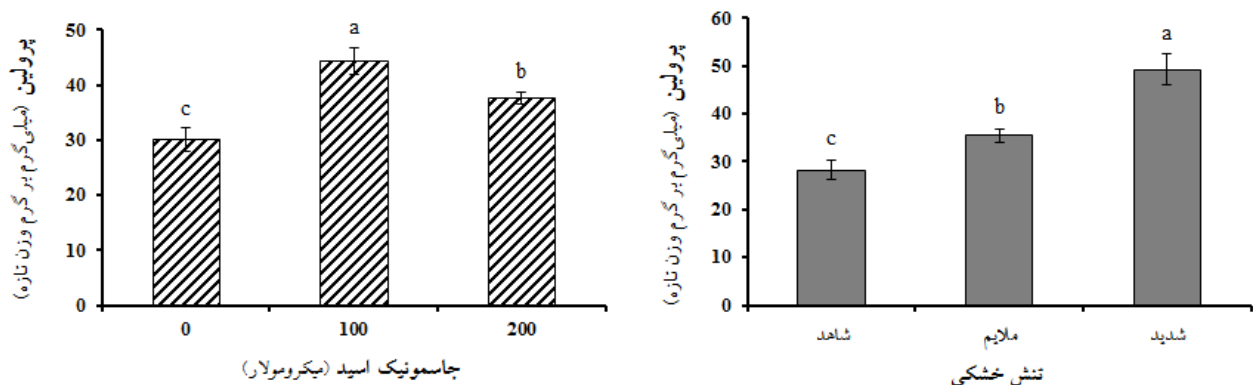 پرولین (میلی‌گرم بر گرم وزن تازه)
50
40
30
20
10
0
c
a
b
0 100 200
جاسمونیک اسید (میکرومولار)
پرولین (میلی‌گرم بر گرم وزن تازه)
60
50
40
30
20
10
0
c
b
a
شاهد ملایم شدید
تنش خشکی